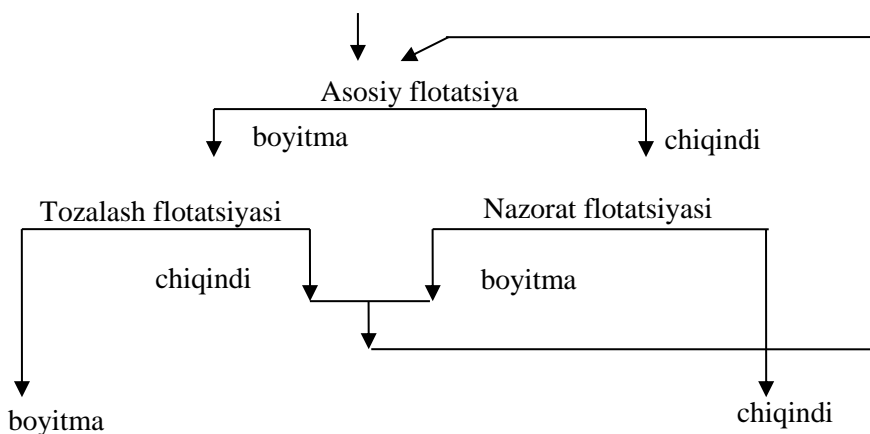 Asosiy flotatsiya
boyitma
chiqindi
Tozalash flotatsiyasi
Nazorat flotatsiyasi
chiqindi
boyitma
boyitma
chiqindi